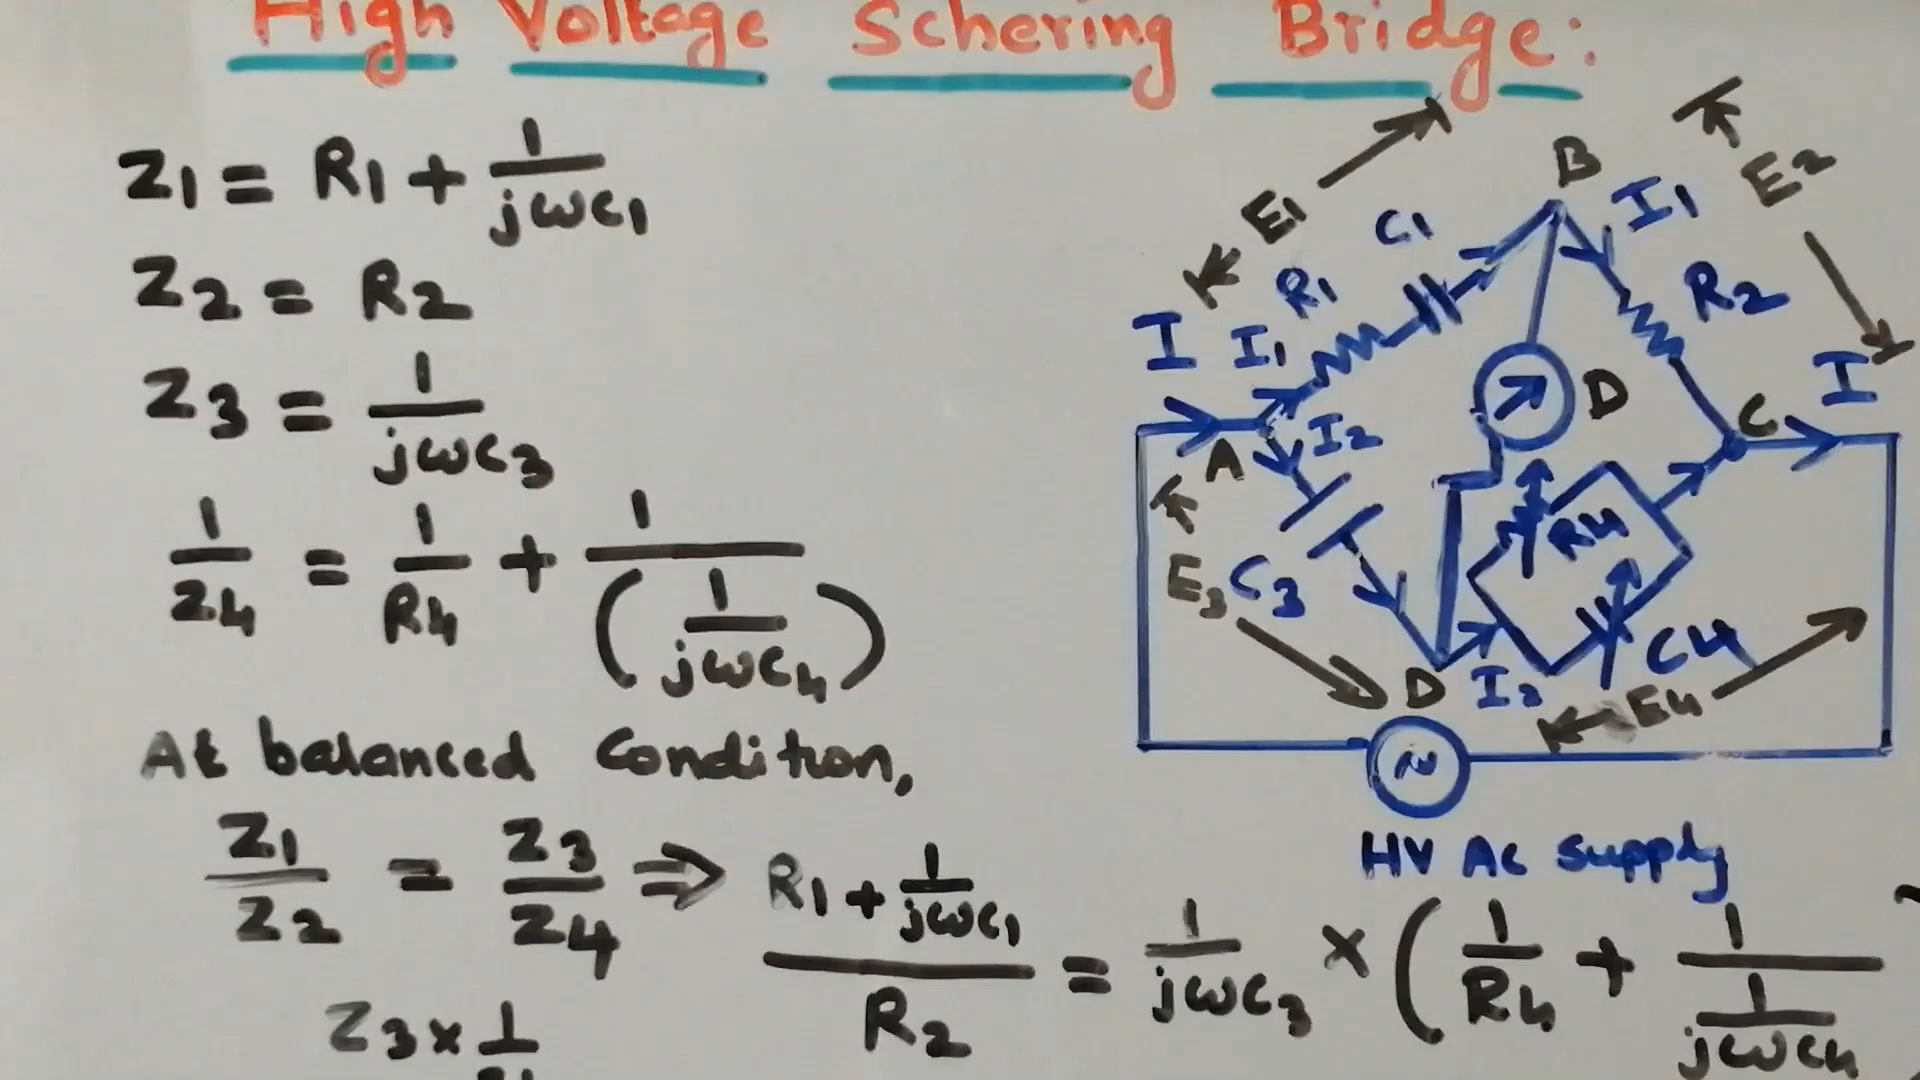 High Voltage Schering Bridge:
Z1 = R1 + 1/jωC1
Z2 = R2
Z3 = 1/jωC3
1/Z4 = 1/R4 + 1/(1/jωC4)
At balanced condition,
Z1/Z2 = Z3/Z4 ⇒ R1 + 1/jωC1 / R2 = 1/jωC3 × (1/R4 + 1/1/jωC4)
Z3 × 1
E1
E2
B
I1
C1
R1
R2
I
I1
I
D
C
A
I2
R4
E3
C3
C4
D
I2
E4
HV AC Supply